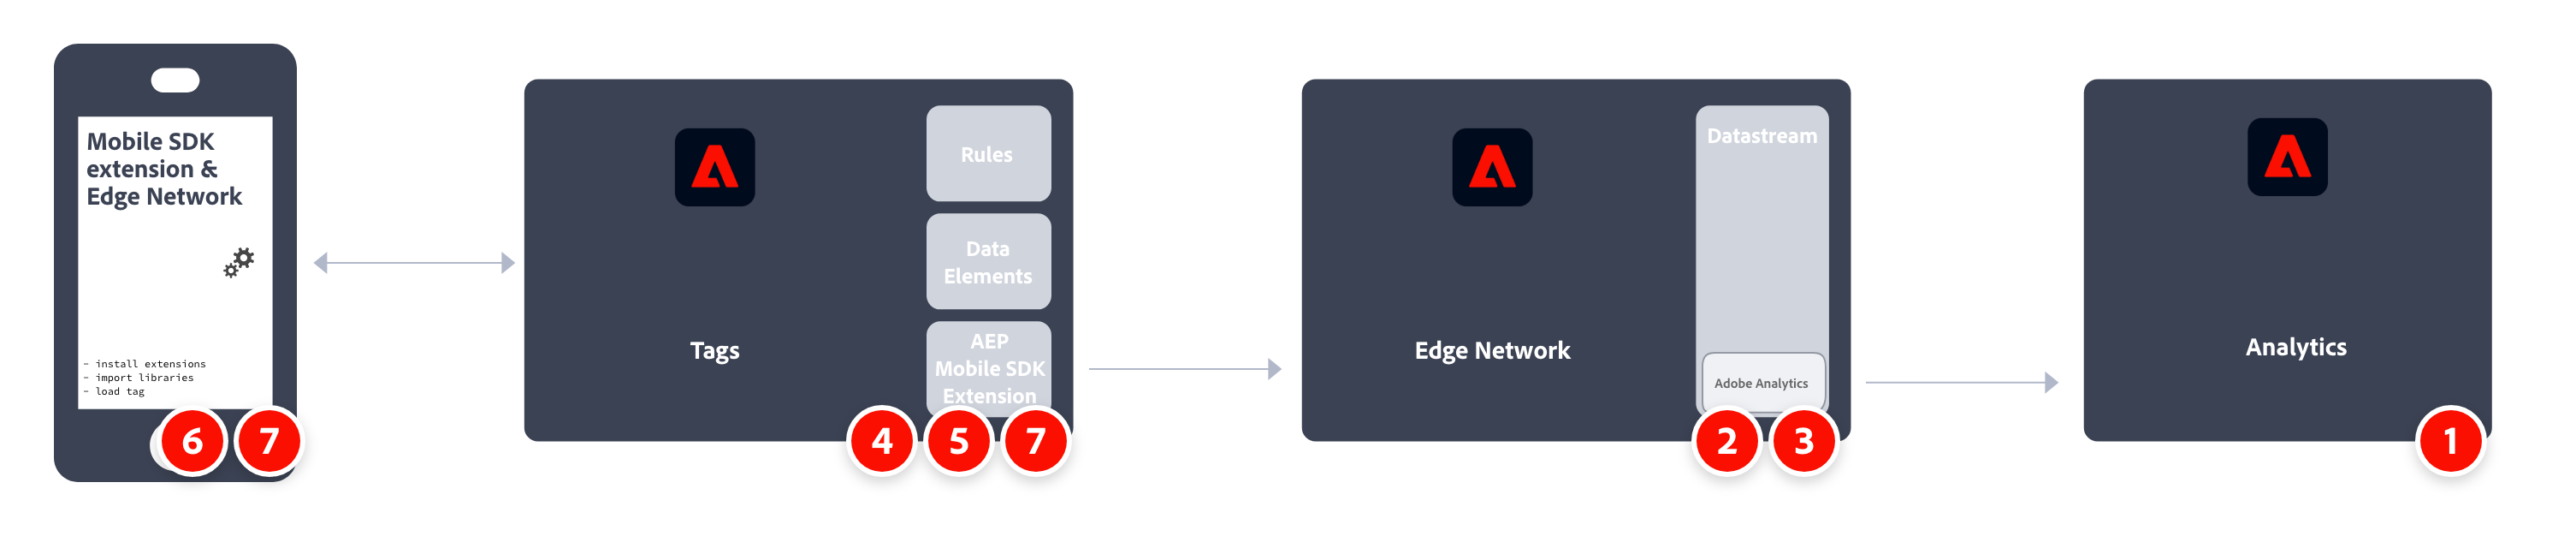 Mobile SDK
extension &
Edge Network
- install extensions
- import libraries
- load tag
6
7
Tags
Rules
Data
Elements
AEP
Mobile SDK
Extension
4
5
7
Edge Network
Datastream
Adobe Analytics
2
3
Analytics
1